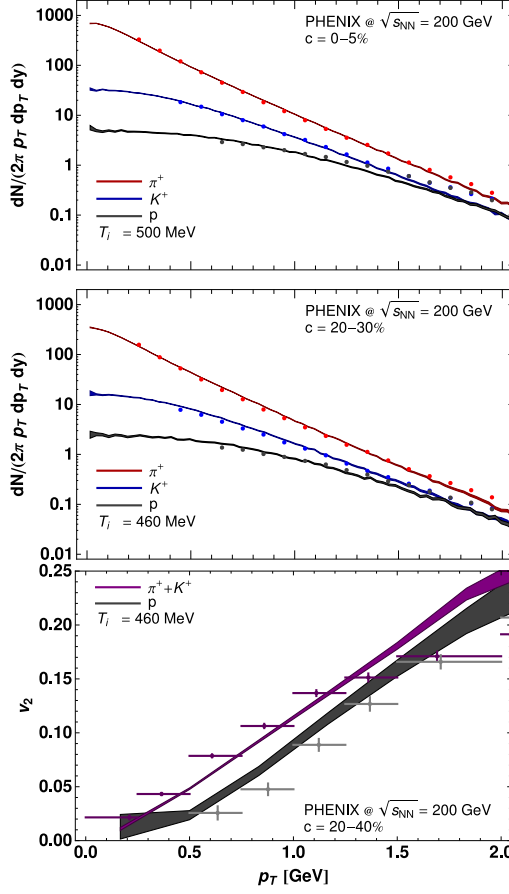 PHENIX @ √s_NN = 200 GeV
c = 0–5%
1000
100
10
1
0.1
0.01
dN/(2π p_T dp_T dy)
π⁺
K⁺
p
T_i = 500 MeV
PHENIX @ √s_NN = 200 GeV
c = 20–30%
1000
100
10
1
0.1
0.01
dN/(2π p_T dp_T dy)
π⁺
K⁺
p
T_i = 460 MeV
0.25
0.20
0.15
0.10
0.05
0.00
v₂
π⁺+K⁺
p
T_i = 460 MeV
PHENIX @ √s_NN = 200 GeV
c = 20–40%
0.0 0.5 1.0 1.5 2.0
p_T [GeV]